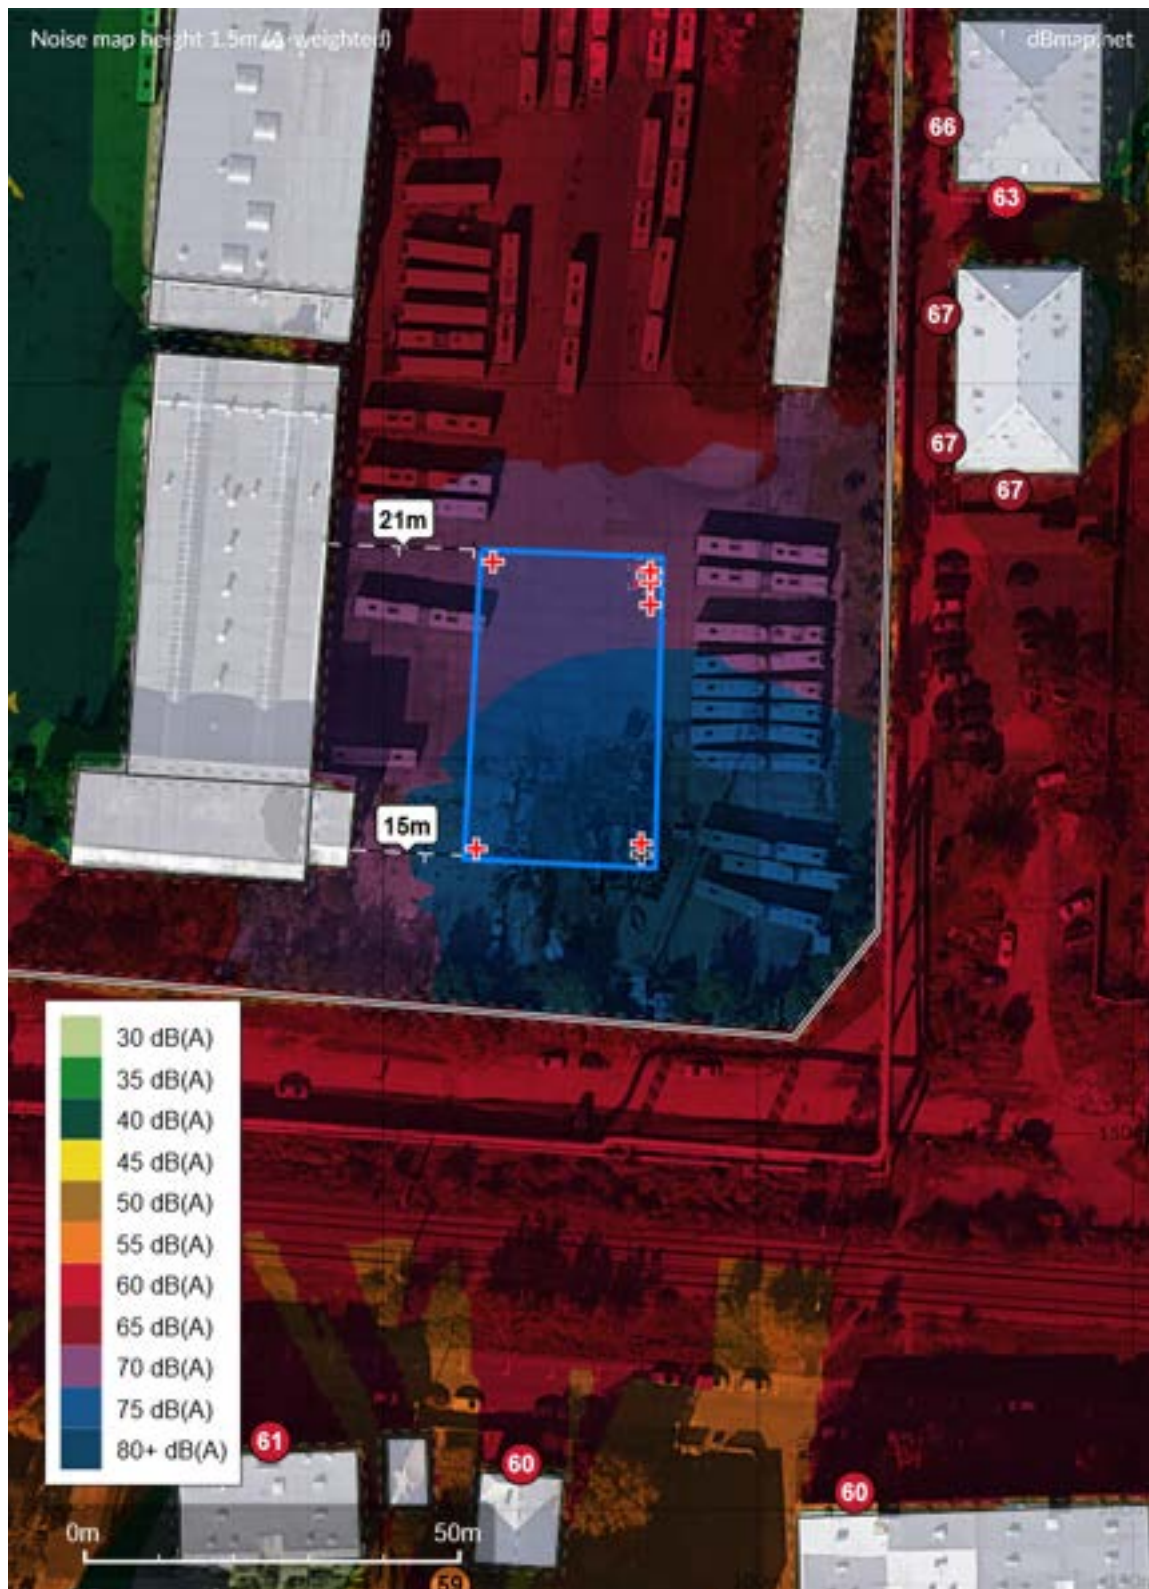 Noise map height 1.5m (A-weighted)
dBmap.net
66
63
67
67
67
21m
15m
30 dB(A)
35 dB(A)
40 dB(A)
45 dB(A)
50 dB(A)
55 dB(A)
60 dB(A)
65 dB(A)
70 dB(A)
75 dB(A)
80+ dB(A)
61
60
60
0m
50m
59